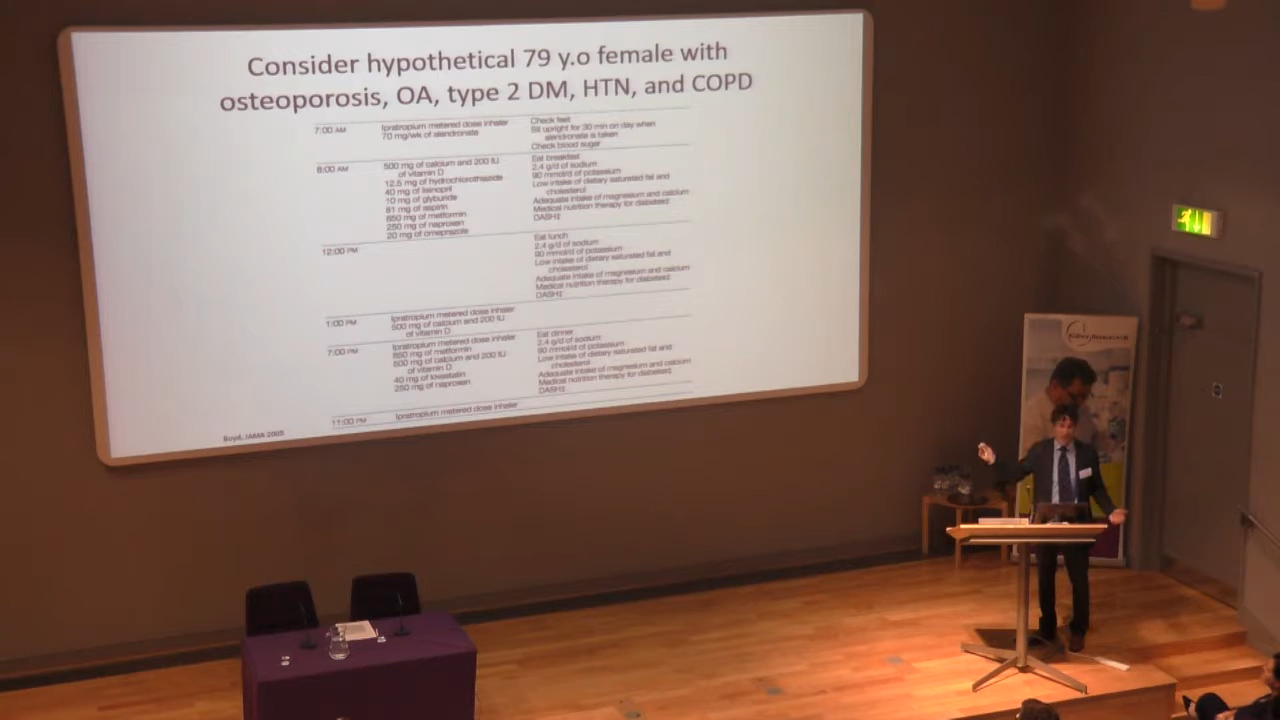 Consider hypothetical 79 y.o female with
osteoporosis, OA, type 2 DM, HTN, and COPD
7:00 AM
Ipratropium metered dose inhaler
70 mg/wk of alendronate
Check feet
Sit upright for 30 min on day when
alendronate is taken
Check blood sugar
8:00 AM
500 mg of calcium and 200 IU
of vitamin D
12.5 mg of hydrochlorothiazide
40 mg of lisinopril
10 mg of glyburide
81 mg of aspirin
850 mg of metformin
250 mg of naproxen
20 mg of omeprazole
Eat breakfast
2.4 g/d of sodium
90 mmol/d of potassium
Low intake of dietary saturated fat and
cholesterol
Adequate intake of magnesium and calcium
Medical nutrition therapy for diabetes‡
DASH‡
12:00 PM
Eat lunch
2.4 g/d of sodium
90 mmol/d of potassium
Low intake of dietary saturated fat and
cholesterol
Adequate intake of magnesium and calcium
Medical nutrition therapy for diabetes‡
DASH‡
1:00 PM
Ipratropium metered dose inhaler
500 mg of calcium and 200 IU
of vitamin D
7:00 PM
Ipratropium metered dose inhaler
850 mg of metformin
500 mg of calcium and 200 IU
of vitamin D
40 mg of lovastatin
250 mg of naproxen
Eat dinner
2.4 g/d of sodium
90 mmol/d of potassium
Low intake of dietary saturated fat and
cholesterol
Adequate intake of magnesium and calcium
Medical nutrition therapy for diabetes‡
DASH‡
11:00 PM
Ipratropium metered dose inhaler
Boyd, JAMA 2005